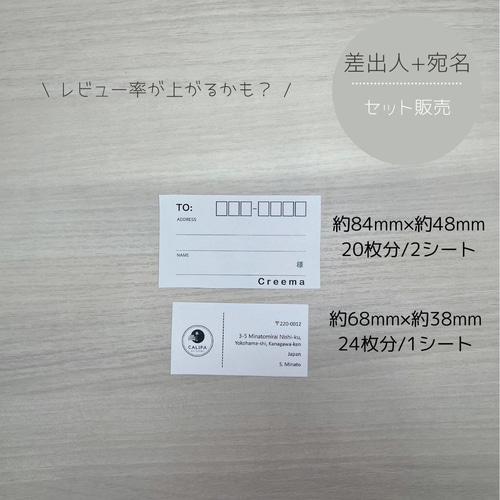 差出人+宛名
セット販売
\ レビュー率が上がるかも？ /
TO: □□□-□□□□
ADDRESS
NAME
様
Creema
約84mm×約48mm
20枚分/2シート
〒220-0012
3-5 Minatomirai Nishi-ku,
Yokohama-shi, Kanagawa-ken
Japan
S. Minato
CALIPA
約68mm×約38mm
24枚分/1シート